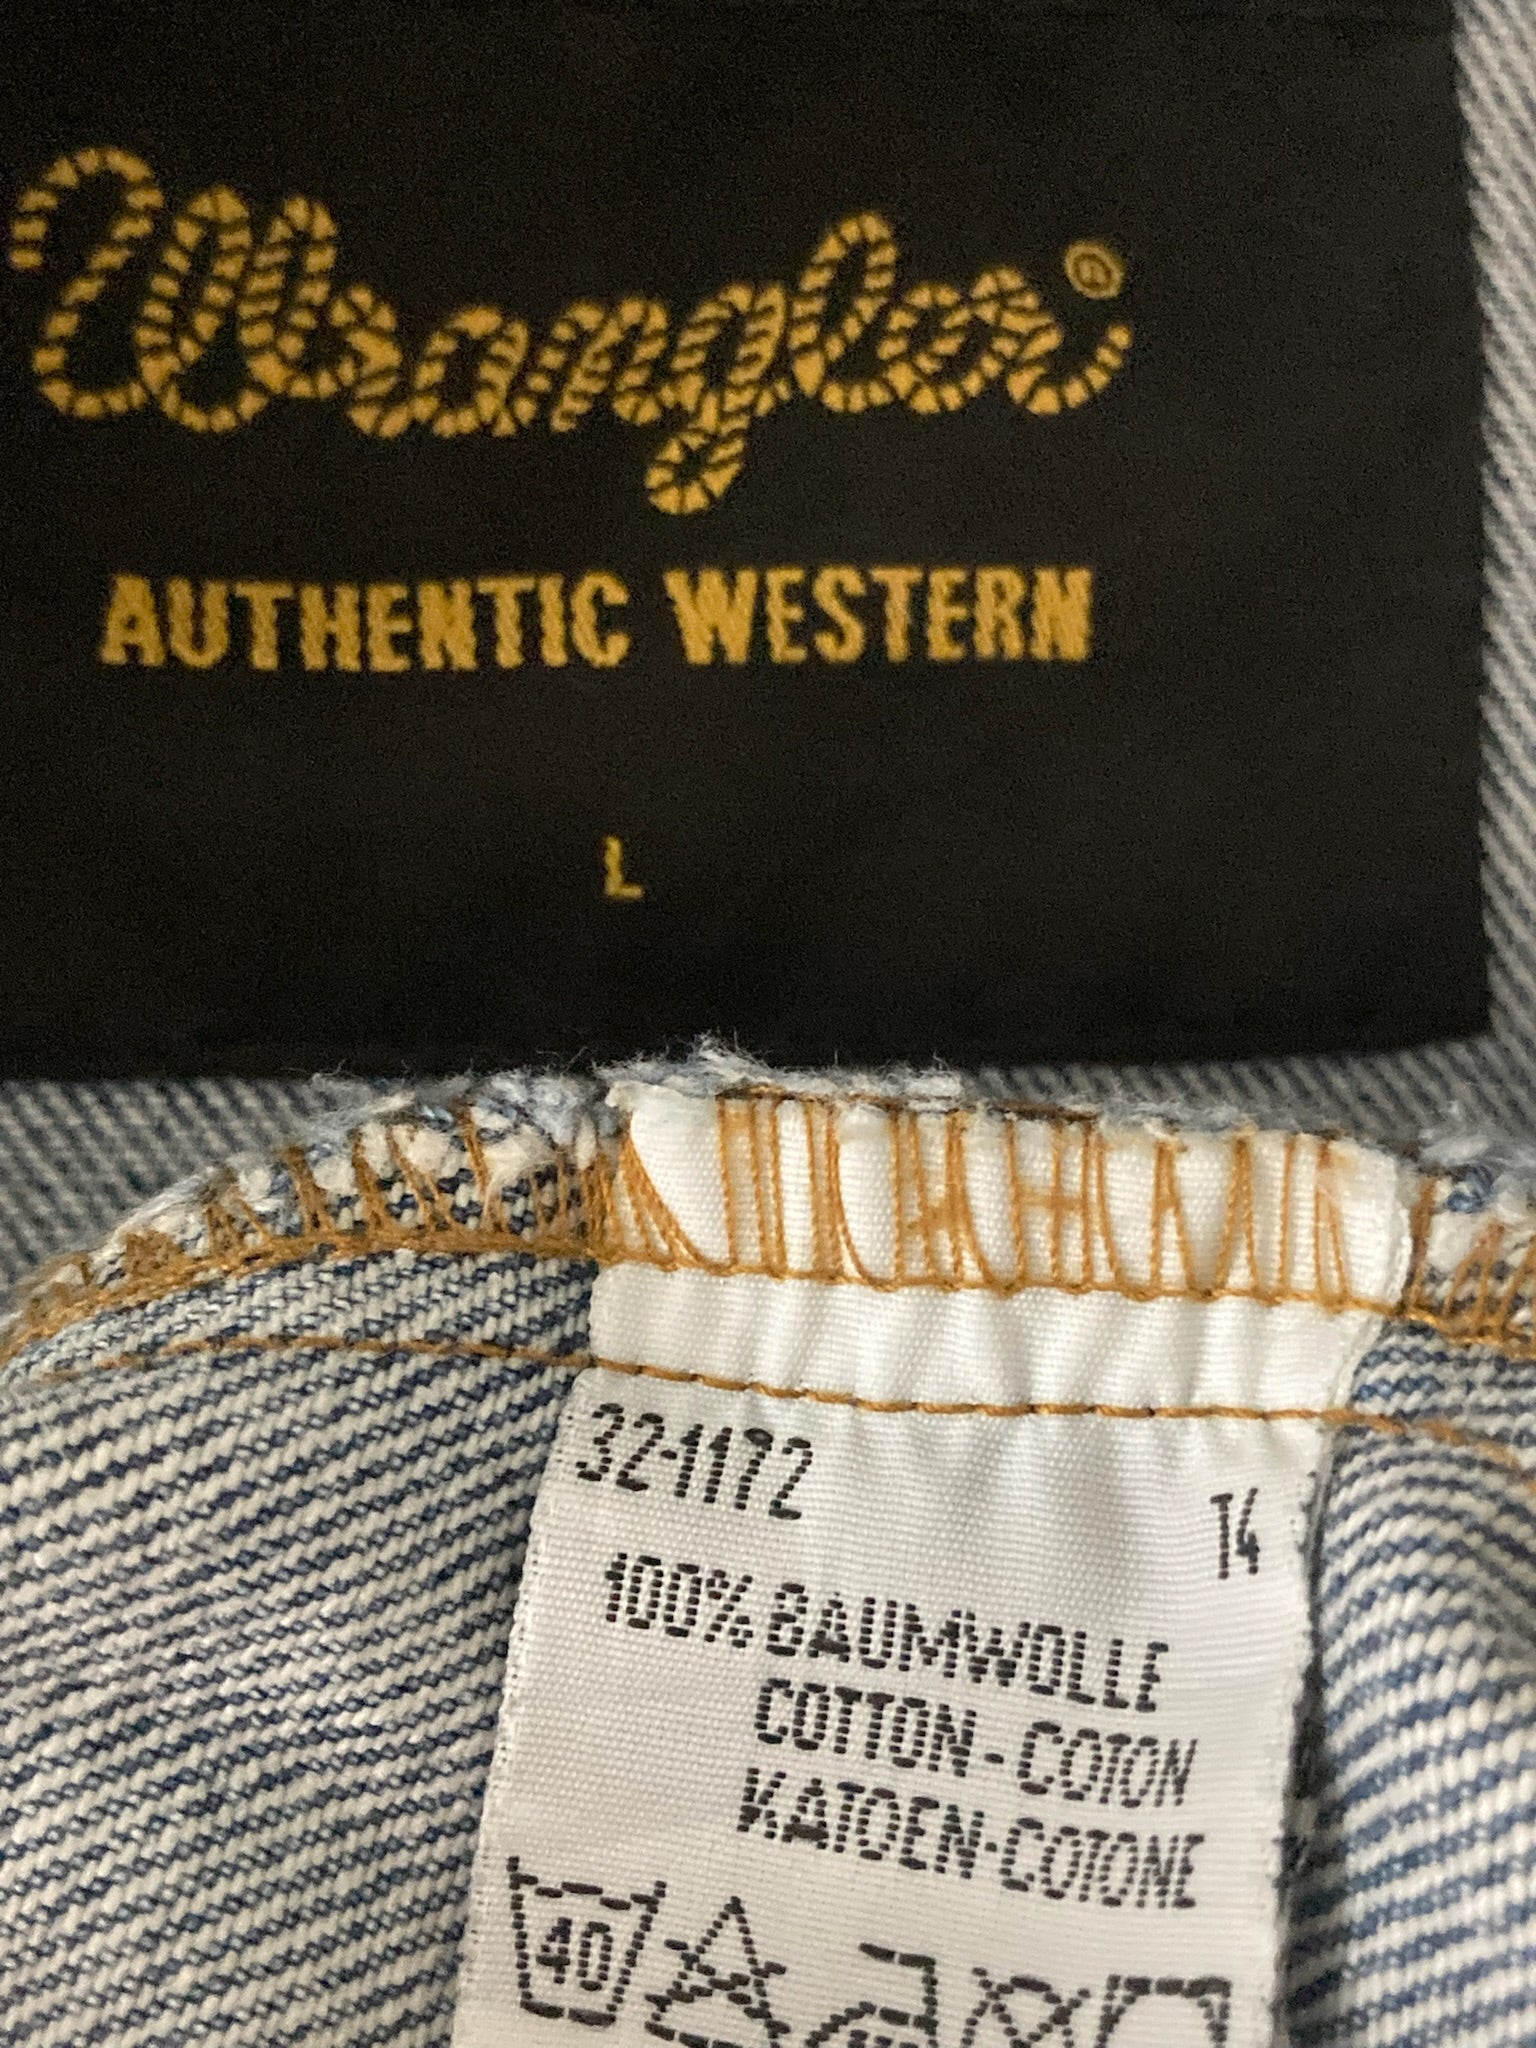 Wrangler®
AUTHENTIC WESTERN
L
32-1172 14
100% BAUMWOLLE
COTTON-COTON
KATOEN-COTONE
40